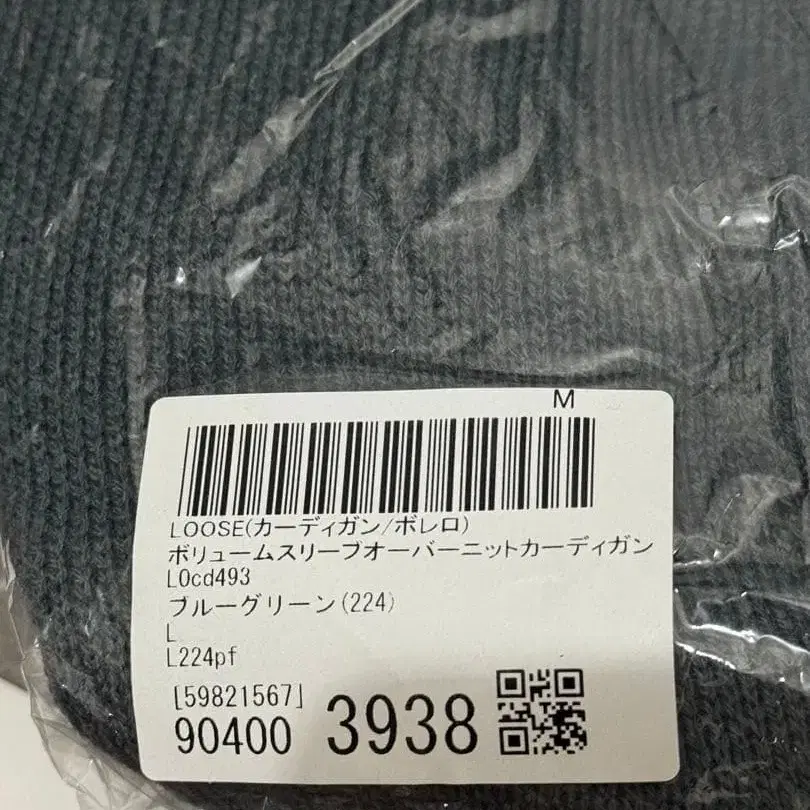 M
LOOSE(カーディガン/ボレロ)
ボリュームスリーブオーバーニットカーディガン
L0cd493
ブルーグリーン(224)
L
L224pf
[59821567]
90400 3938